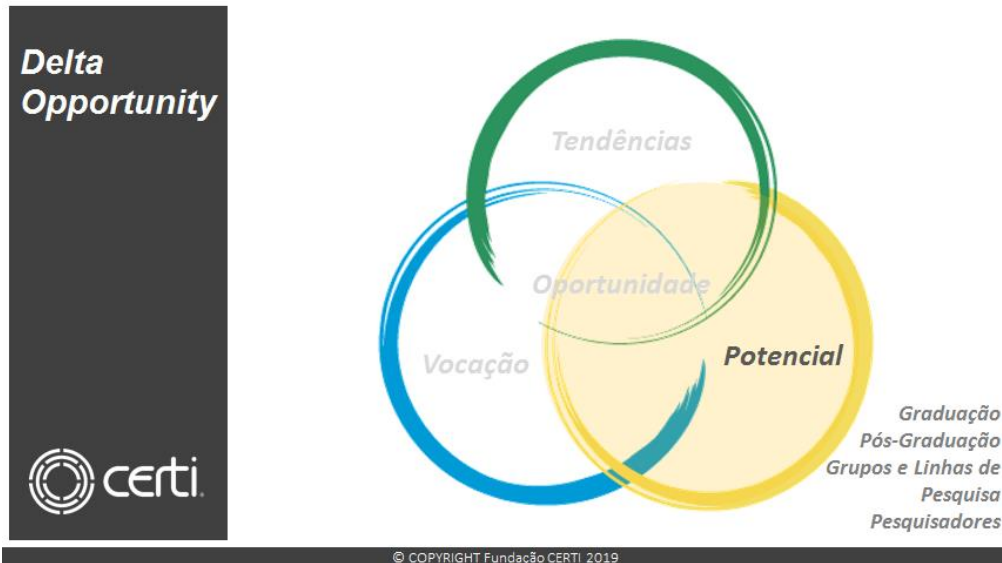 Delta
Opportunity
Tendências
Oportunidade
Vocação
Potencial
Graduação
Pós-Graduação
Grupos e Linhas de
Pesquisa
Pesquisadores
certi.
© COPYRIGHT Fundação CERTI 2019